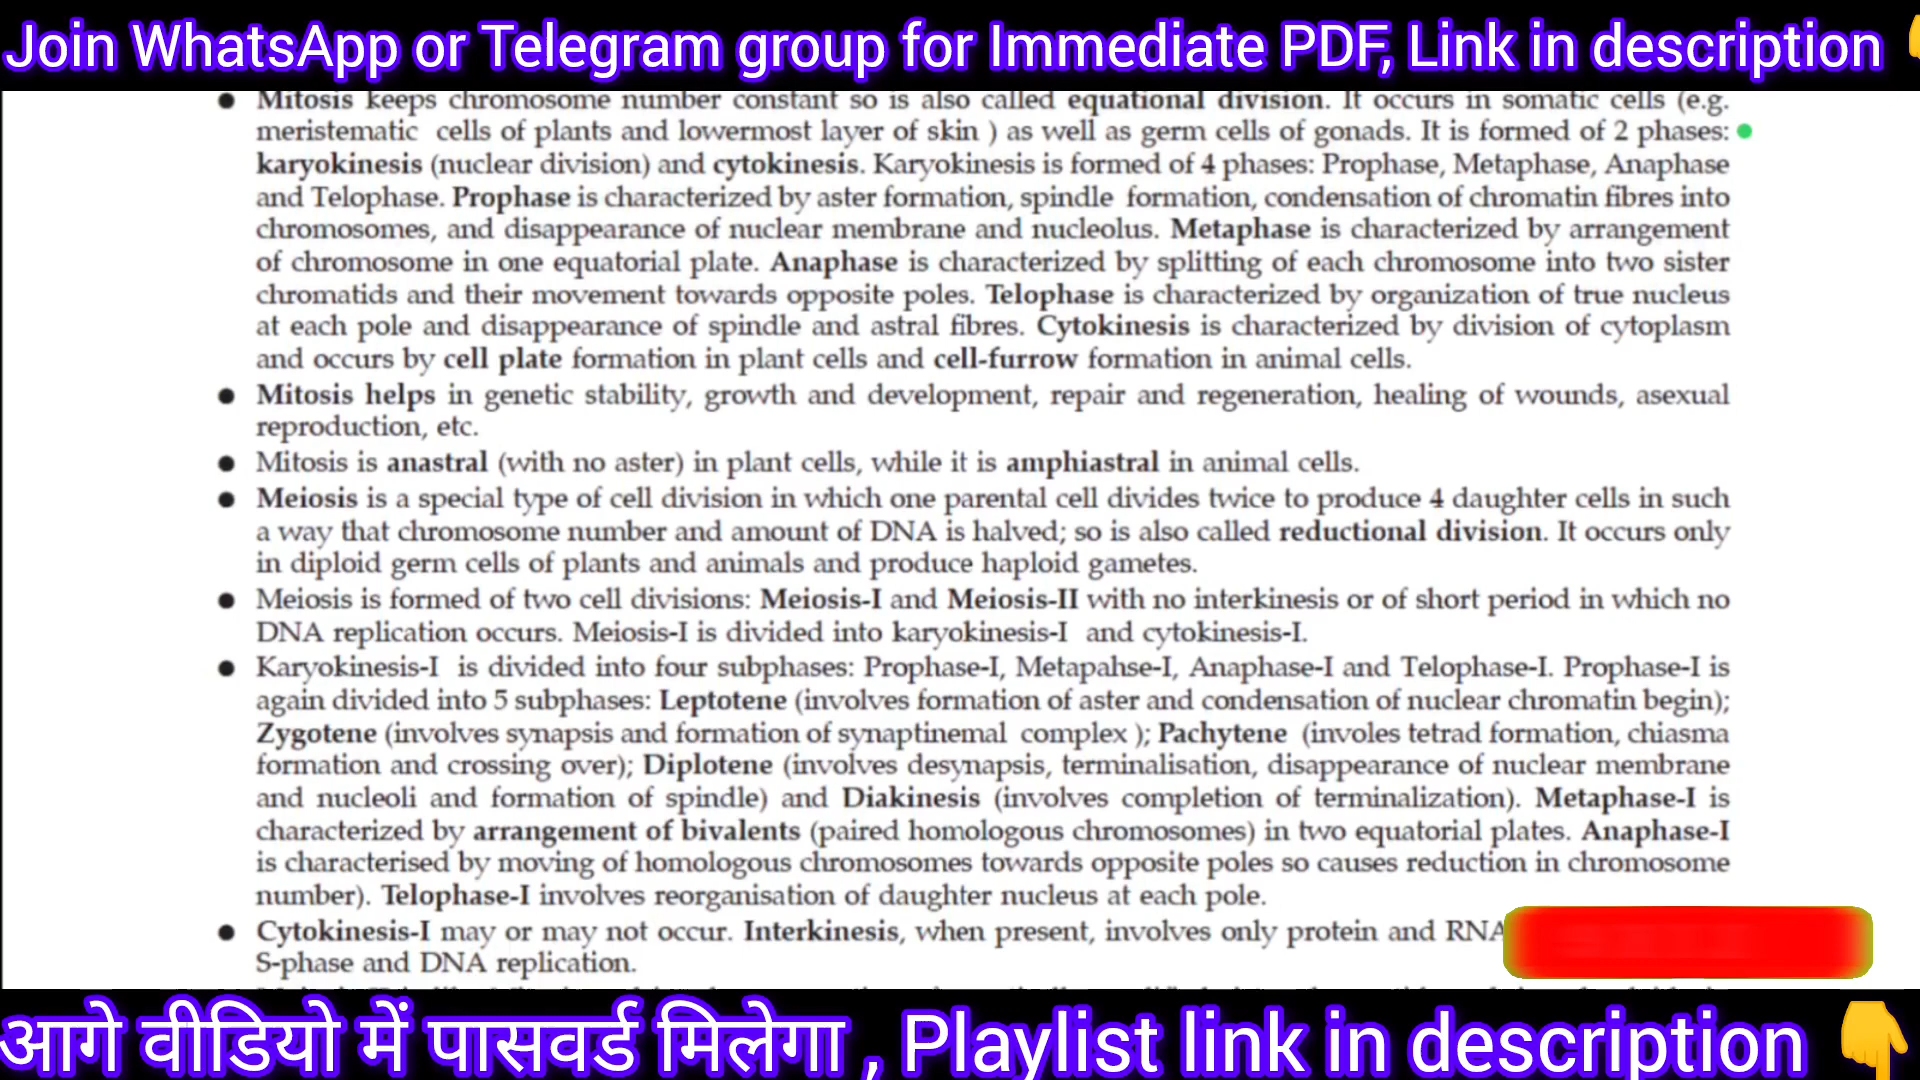 Join WhatsApp or Telegram group for Immediate PDF, Link in description 👇
● Mitosis keeps chromosome number constant so is also called equational division. It occurs in somatic cells (e.g.
meristematic cells of plants and lowermost layer of skin ) as well as germ cells of gonads. It is formed of 2 phases:
karyokinesis (nuclear division) and cytokinesis. Karyokinesis is formed of 4 phases: Prophase, Metaphase, Anaphase
and Telophase. Prophase is characterized by aster formation, spindle formation, condensation of chromatin fibres into
chromosomes, and disappearance of nuclear membrane and nucleolus. Metaphase is characterized by arrangement
of chromosome in one equatorial plate. Anaphase is characterized by splitting of each chromosome into two sister
chromatids and their movement towards opposite poles. Telophase is characterized by organization of true nucleus
at each pole and disappearance of spindle and astral fibres. Cytokinesis is characterized by division of cytoplasm
and occurs by cell plate formation in plant cells and cell-furrow formation in animal cells.
● Mitosis helps in genetic stability, growth and development, repair and regeneration, healing of wounds, asexual
reproduction, etc.
● Mitosis is anastral (with no aster) in plant cells, while it is amphiastral in animal cells.
● Meiosis is a special type of cell division in which one parental cell divides twice to produce 4 daughter cells in such
a way that chromosome number and amount of DNA is halved; so is also called reductional division. It occurs only
in diploid germ cells of plants and animals and produce haploid gametes.
● Meiosis is formed of two cell divisions: Meiosis-I and Meiosis-II with no interkinesis or of short period in which no
DNA replication occurs. Meiosis-I is divided into karyokinesis-I and cytokinesis-I.
● Karyokinesis-I is divided into four subphases: Prophase-I, Metapahse-I, Anaphase-I and Telophase-I. Prophase-I is
again divided into 5 subphases: Leptotene (involves formation of aster and condensation of nuclear chromatin begin);
Zygotene (involves synapsis and formation of synaptinemal complex ); Pachytene (involes tetrad formation, chiasma
formation and crossing over); Diplotene (involves desynapsis, terminalisation, disappearance of nuclear membrane
and nucleoli and formation of spindle) and Diakinesis (involves completion of terminalization). Metaphase-I is
characterized by arrangement of bivalents (paired homologous chromosomes) in two equatorial plates. Anaphase-I
is characterised by moving of homologous chromosomes towards opposite poles so causes reduction in chromosome
number). Telophase-I involves reorganisation of daughter nucleus at each pole.
● Cytokinesis-I may or may not occur. Interkinesis, when present, involves only protein and RNA
S-phase and DNA replication.
आगे वीडियो में पासवर्ड मिलेगा , Playlist link in description 👇